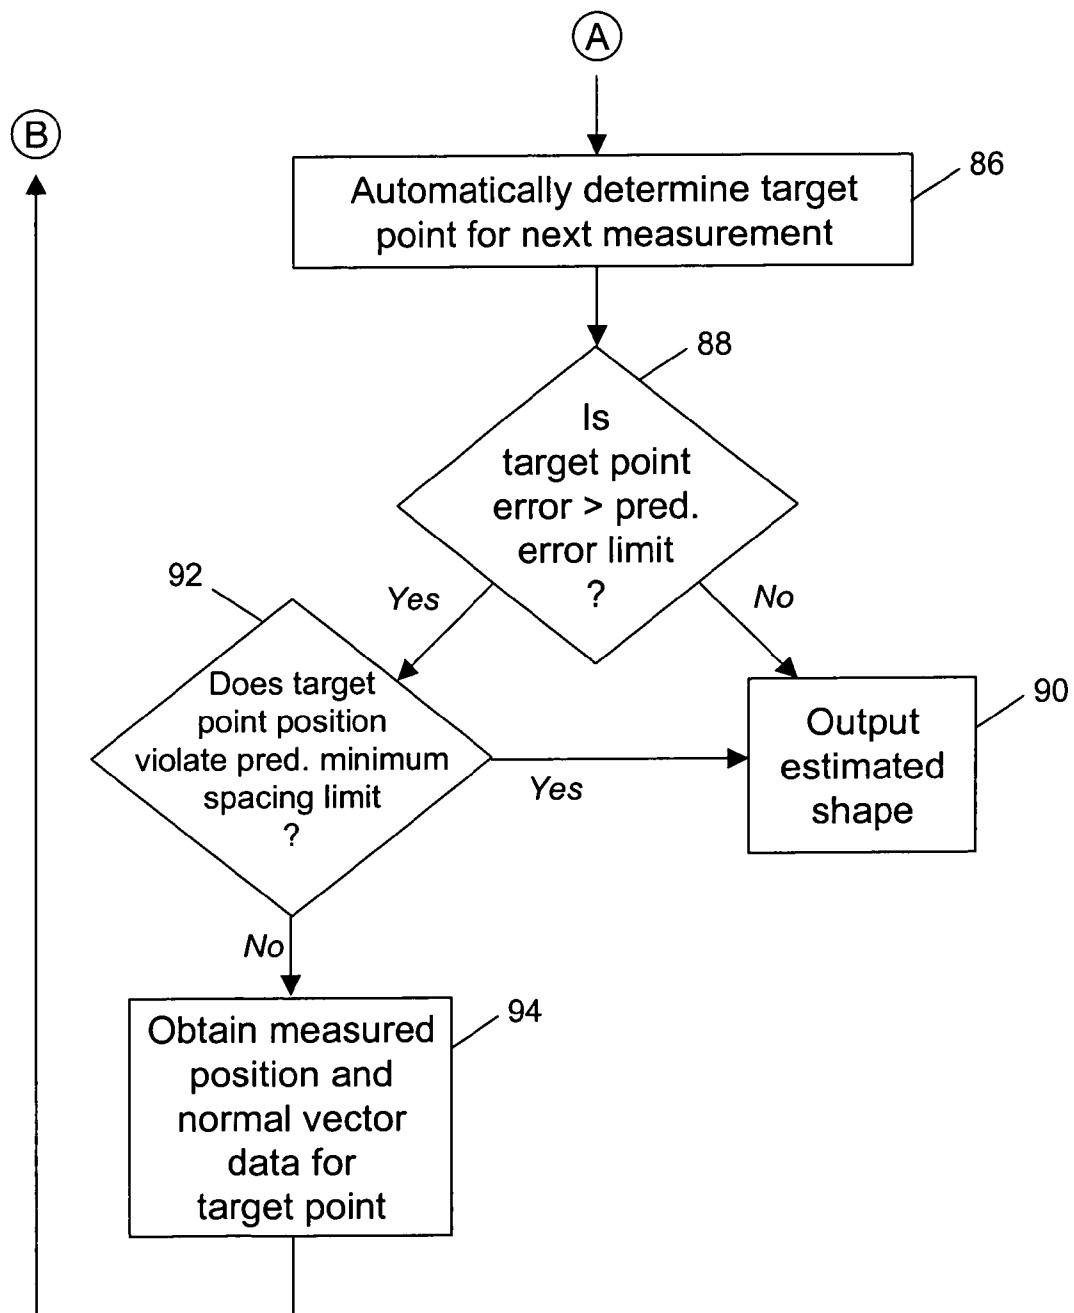 A
B
Automatically determine target
point for next measurement
86
88
Is
target point
error > pred.
error limit
?
Yes
No
92
Does target
point position
violate pred. minimum
spacing limit
?
Yes
No
90
Output
estimated
shape
94
Obtain measured
position and
normal vector
data for
target point